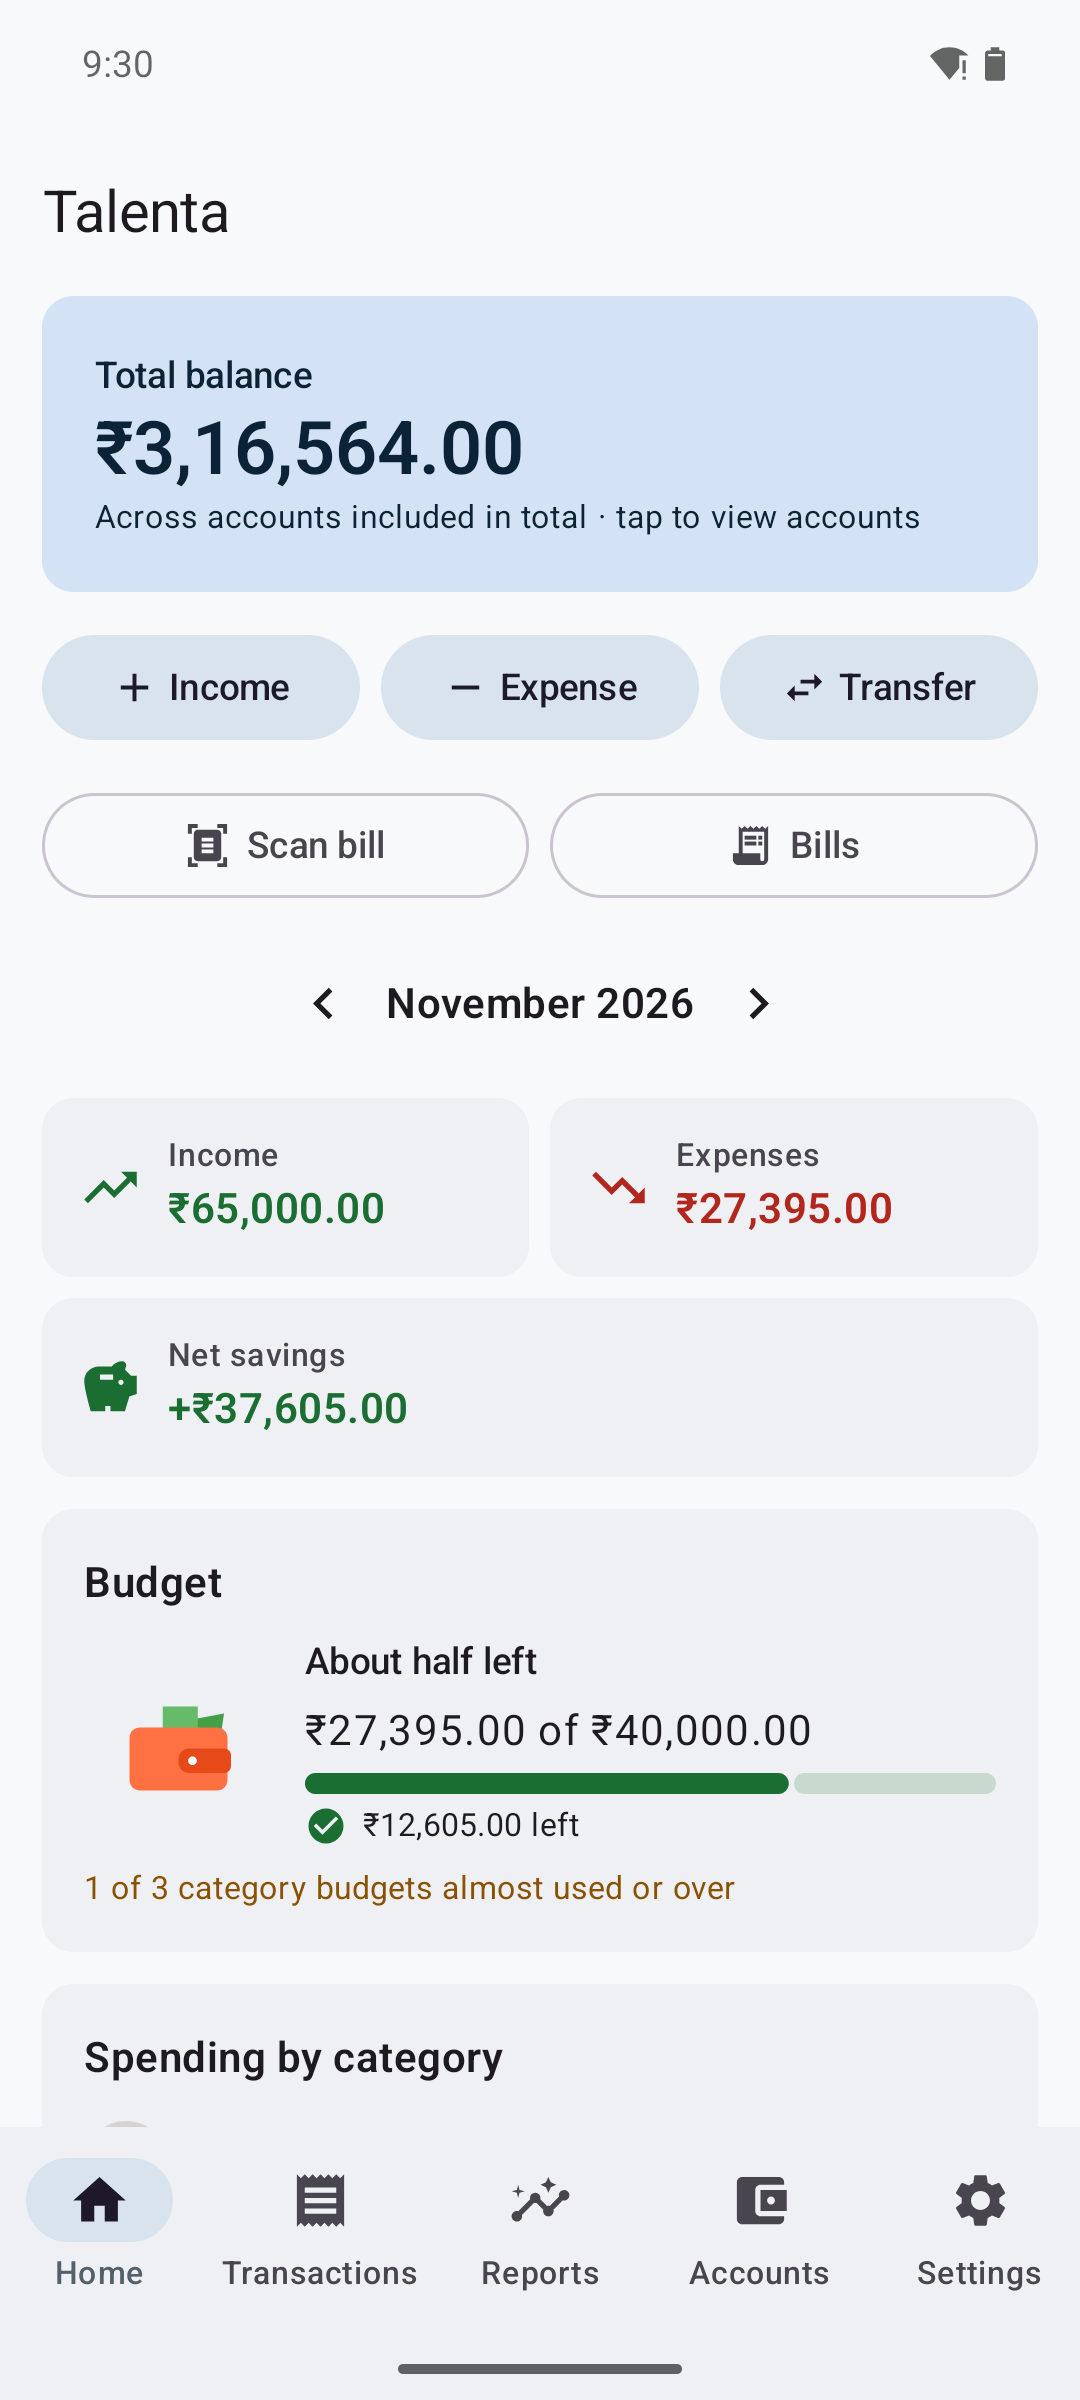 9:30
Talenta
Total balance
₹3,16,564.00
Across accounts included in total · tap to view accounts
Income
Expense
Transfer
Scan bill
Bills
November 2026
Income
₹65,000.00
Expenses
₹27,395.00
Net savings
+₹37,605.00
Budget
About half left
₹27,395.00 of ₹40,000.00
₹12,605.00 left
1 of 3 category budgets almost used or over
Spending by category
Home
Transactions
Reports
Accounts
Settings